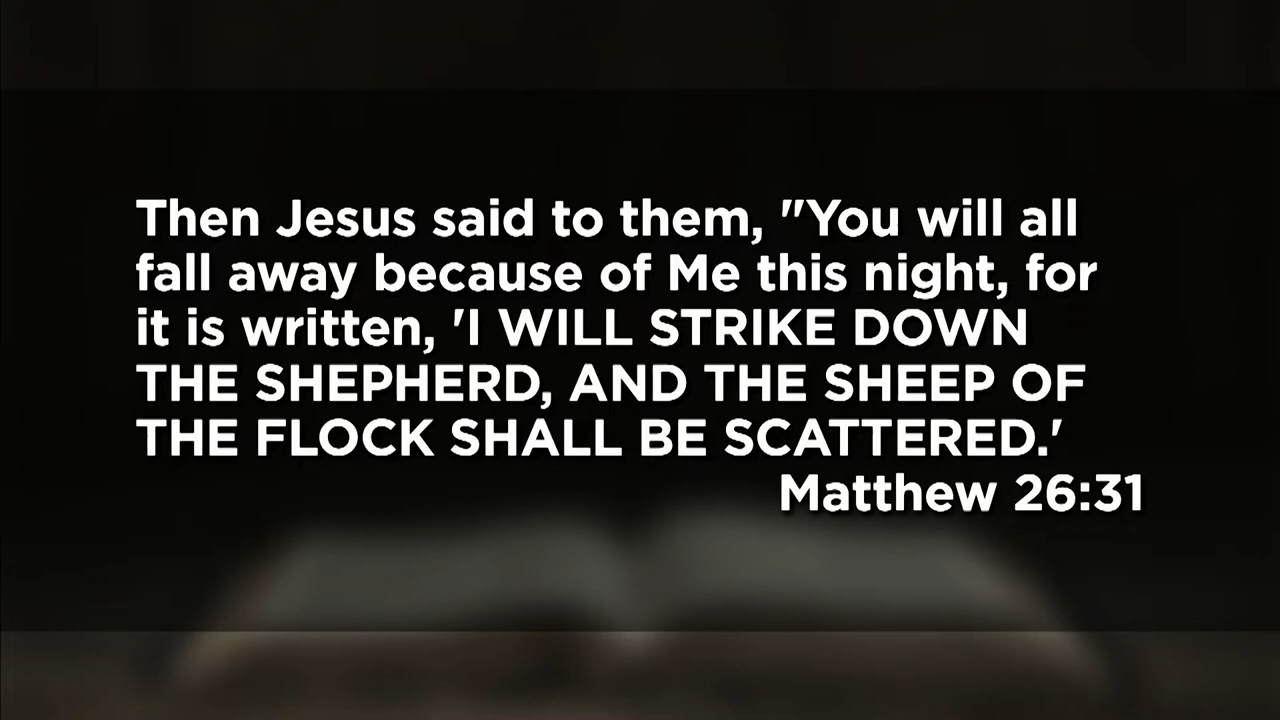 Then Jesus said to them, "You will all
fall away because of Me this night, for
it is written, 'I WILL STRIKE DOWN
THE SHEPHERD, AND THE SHEEP OF
THE FLOCK SHALL BE SCATTERED.'
Matthew 26:31